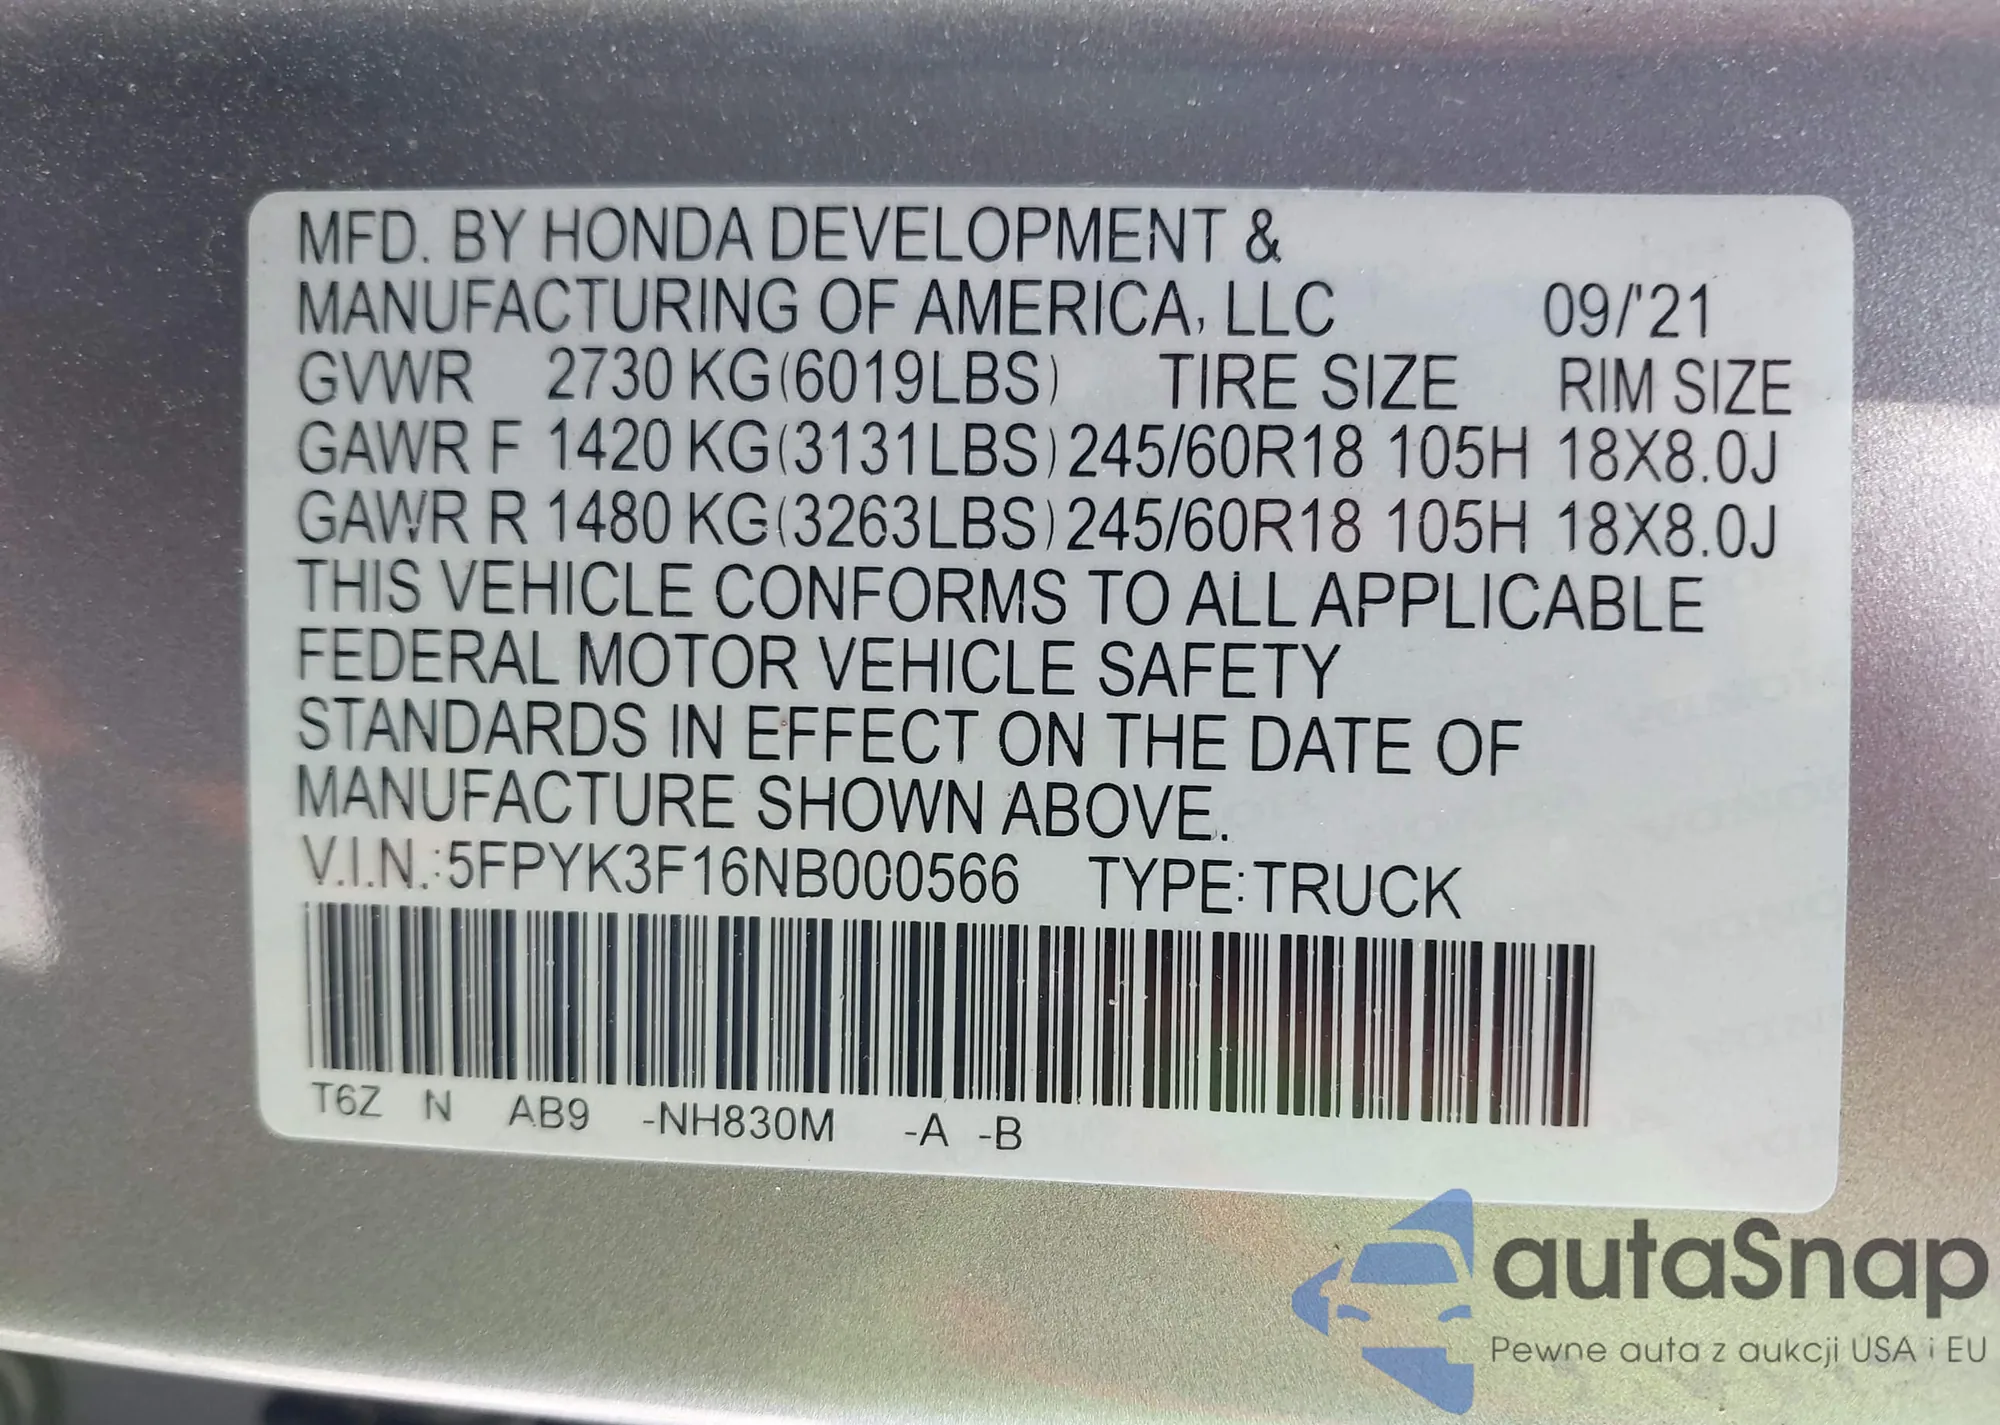 MFD. BY HONDA DEVELOPMENT &
MANUFACTURING OF AMERICA, LLC 09/'21
GVWR 2730 KG(6019LBS) TIRE SIZE RIM SIZE
GAWR F 1420 KG(3131LBS) 245/60R18 105H 18X8.0J
GAWR R 1480 KG(3263LBS) 245/60R18 105H 18X8.0J
THIS VEHICLE CONFORMS TO ALL APPLICABLE
FEDERAL MOTOR VEHICLE SAFETY
STANDARDS IN EFFECT ON THE DATE OF
MANUFACTURE SHOWN ABOVE.
V.I.N.:5FPYK3F16NB000566 TYPE:TRUCK
T6Z N AB9 -NH830M -A -B
autaSnap
Pewne auta z aukcji USA i EU